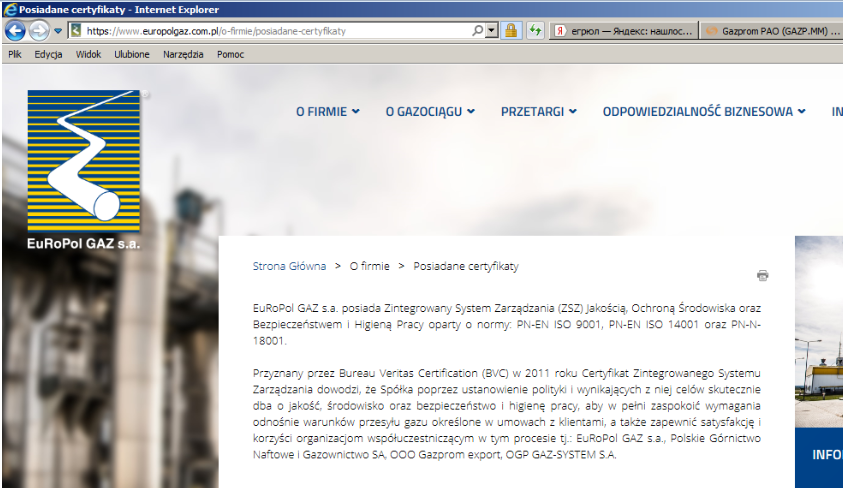 Posiadane certyfikaty - Internet Explorer
https://www.europolgaz.com.pl/o-firmie/posiadane-certyfikaty
Я егрюл — Яндекс: нашлос...
Gazprom PAO (GAZP.MM) ...
Plik Edycja Widok Ulubione Narzędzia Pomoc
O FIRMIE O GAZOCIĄGU PRZETARGI ODPOWIEDZIALNOŚĆ BIZNESOWA IN
EuRoPol GAZ s.a.
Strona Główna > O firmie > Posiadane certyfikaty
EuRoPol GAZ s.a. posiada Zintegrowany System Zarządzania (ZSZ) Jakością, Ochroną Środowiska oraz
Bezpieczeństwem i Higieną Pracy oparty o normy: PN-EN ISO 9001, PN-EN ISO 14001 oraz PN-N-
18001.
Przyznany przez Bureau Veritas Certification (BVC) w 2011 roku Certyfikat Zintegrowanego Systemu
Zarządzania dowodzi, że Spółka poprzez ustanowienie polityki i wynikających z niej celów skutecznie
dba o jakość, środowisko oraz bezpieczeństwo i higienę pracy, aby w pełni zaspokoić wymagania
odnośnie warunków przesyłu gazu określone w umowach z klientami, a także zapewnić satysfakcję i
korzyści organizacjom współuczestniczącym w tym procesie tj.: EuRoPol GAZ s.a., Polskie Górnictwo
Naftowe i Gazownictwo SA, OOO Gazprom export, OGP GAZ-SYSTEM S.A.
INFO